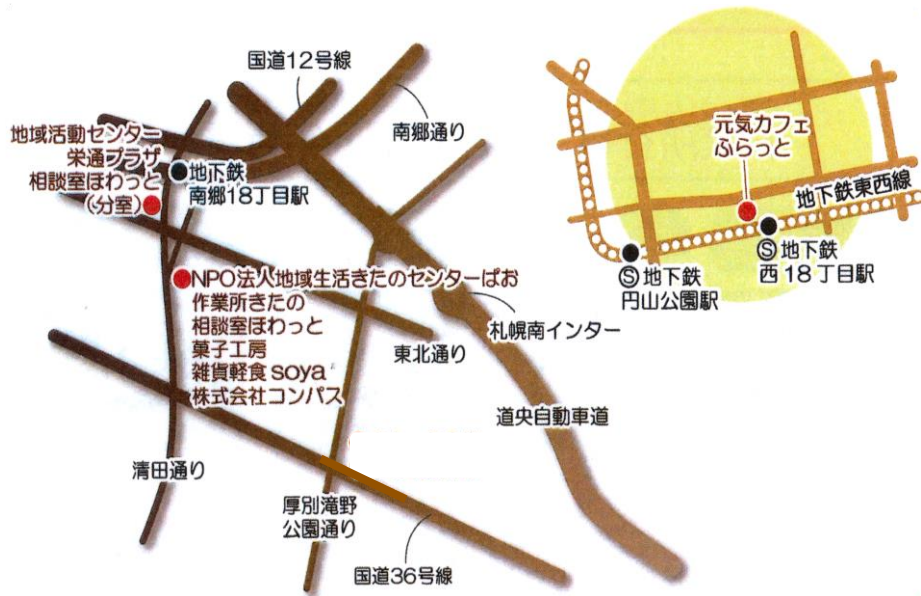 国道12号線
南郷通り
地域活動センター
栄通プラザ
相談室ほわっと
（分室）
地下鉄
南郷18丁目駅
NPO法人地域生活きたのセンターぱお
作業所きたの
相談室ほわっと
菓子工房
雑貨軽食soya
株式会社コンパス
東北通り
札幌南インター
道央自動車道
清田通り
厚別滝野
公園通り
国道36号線
元気カフェ
ふらっと
地下鉄東西線
Ⓢ地下鉄
西18丁目駅
Ⓢ地下鉄
円山公園駅